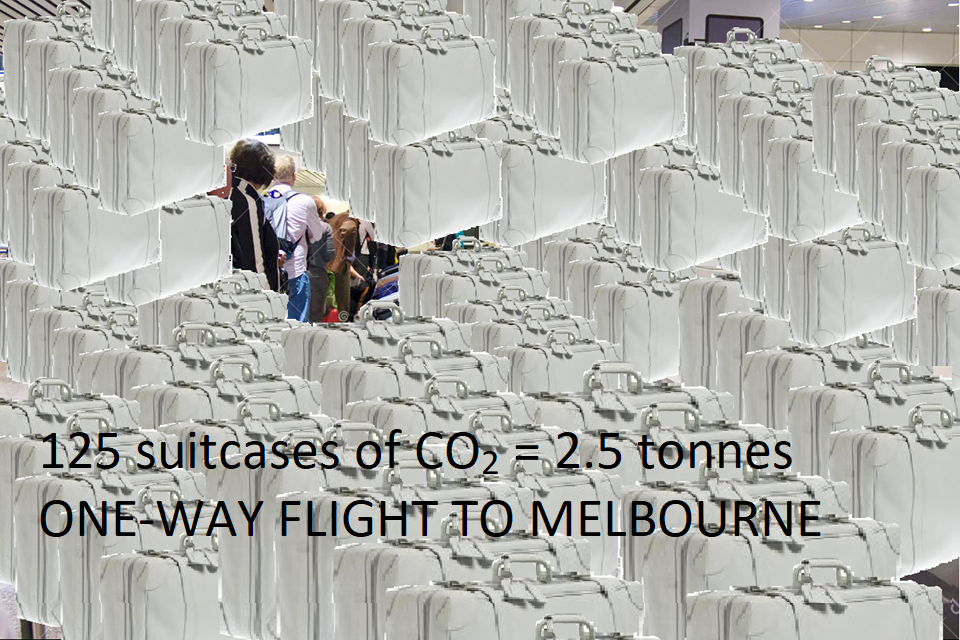 125 suitcases of CO₂ = 2.5 tonnes
ONE-WAY FLIGHT TO MELBOURNE